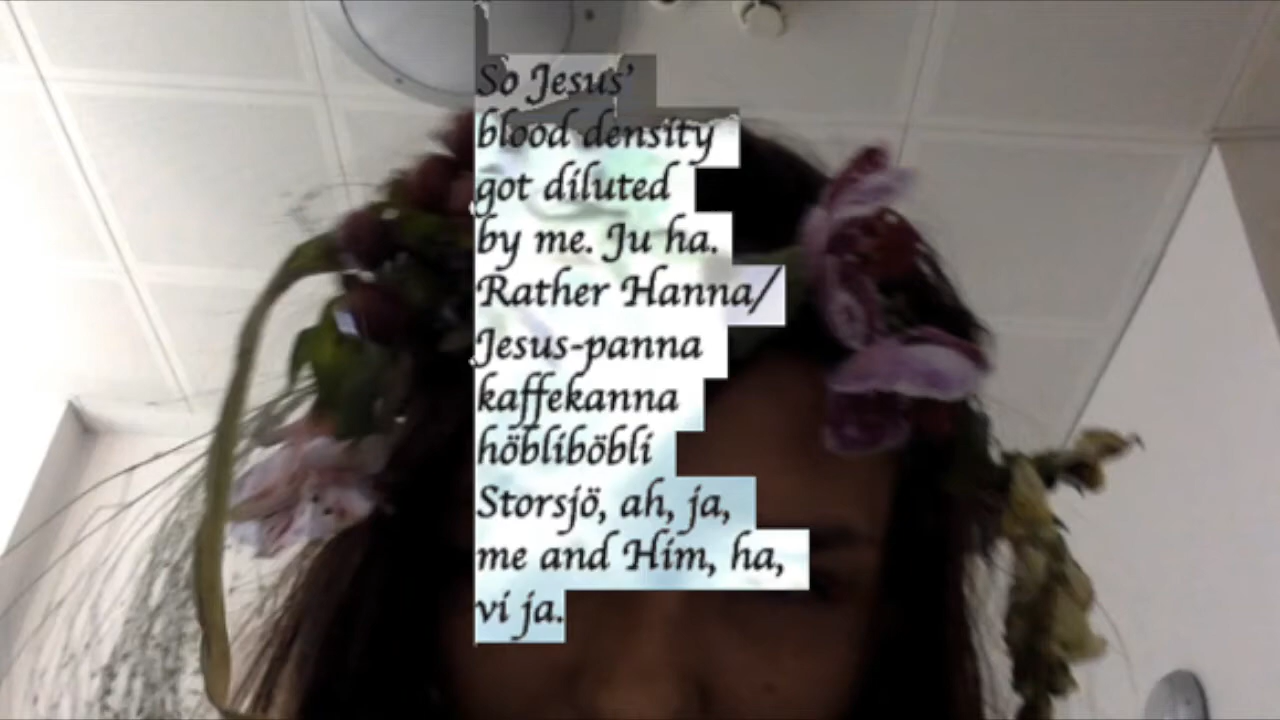 So Jesus'
blood density
got diluted
by me. Ju ha.
Rather Hanna/
Jesus-panna
kaffekanna
höbliböbli
Storsjö, ah, ja,
me and Him, ha,
vi ja.